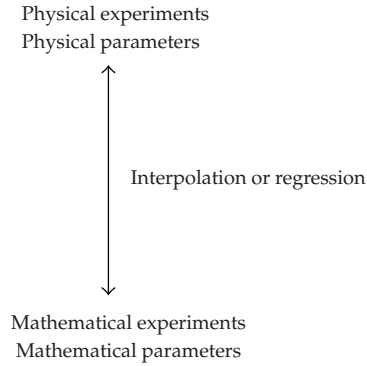 Physical experiments
Physical parameters
Interpolation or regression
Mathematical experiments
Mathematical parameters